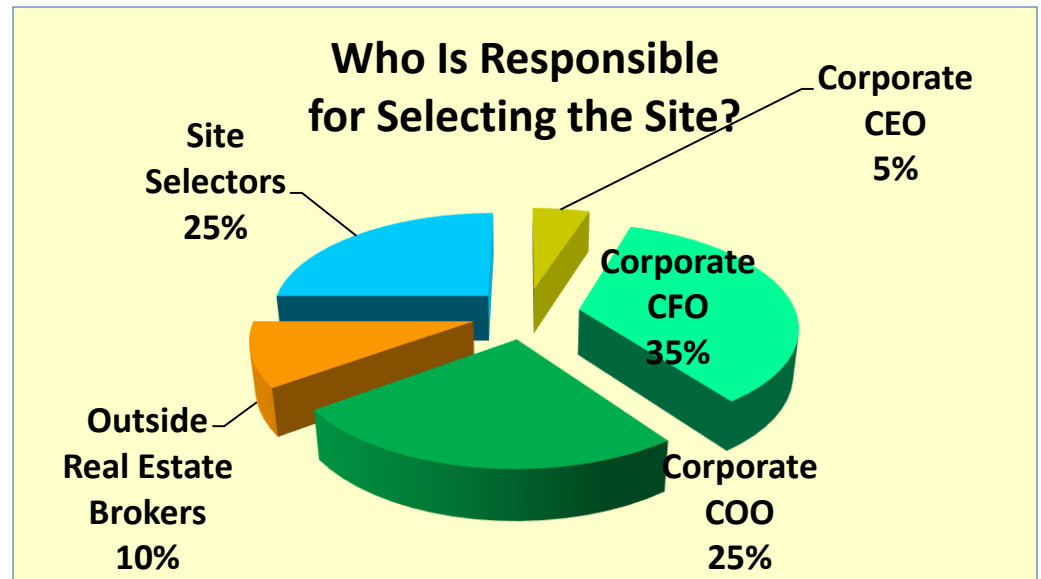 Who Is Responsible
for Selecting the Site?
Corporate
CEO
5%
Corporate
CFO
35%
Corporate
COO
25%
Outside
Real Estate
Brokers
10%
Site
Selectors
25%